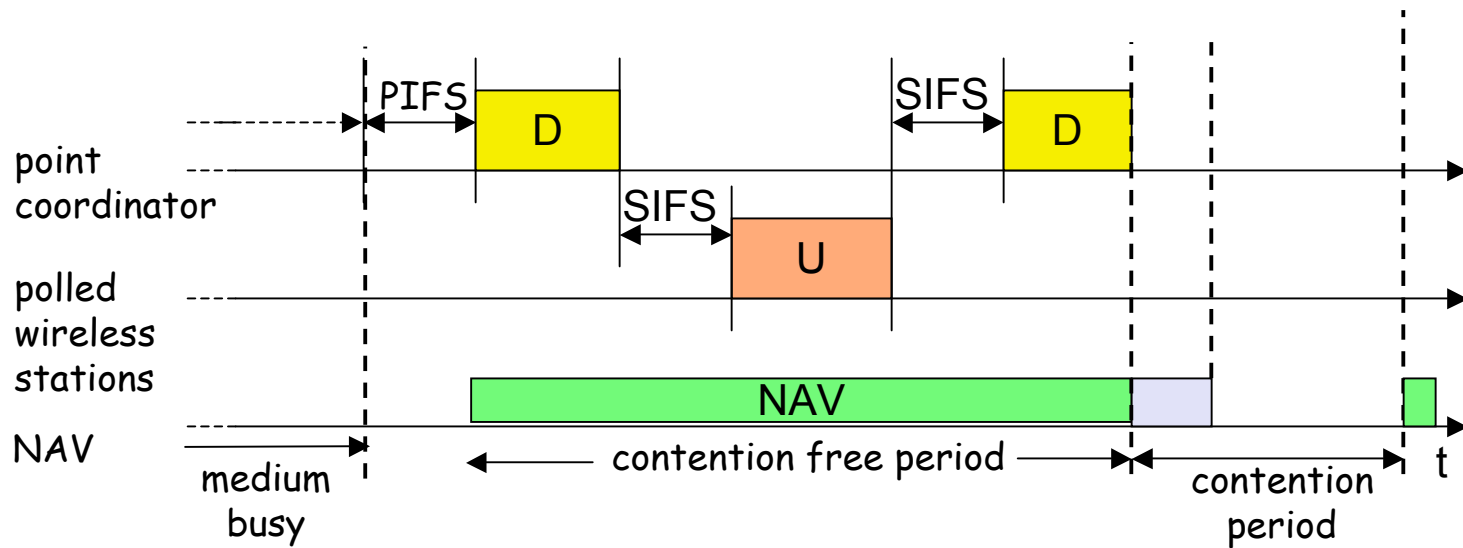 PIFS
D
SIFS
D
point
coordinator
SIFS
U
polled
wireless
stations
NAV
NAV
contention free period
t
medium
busy
contention
period